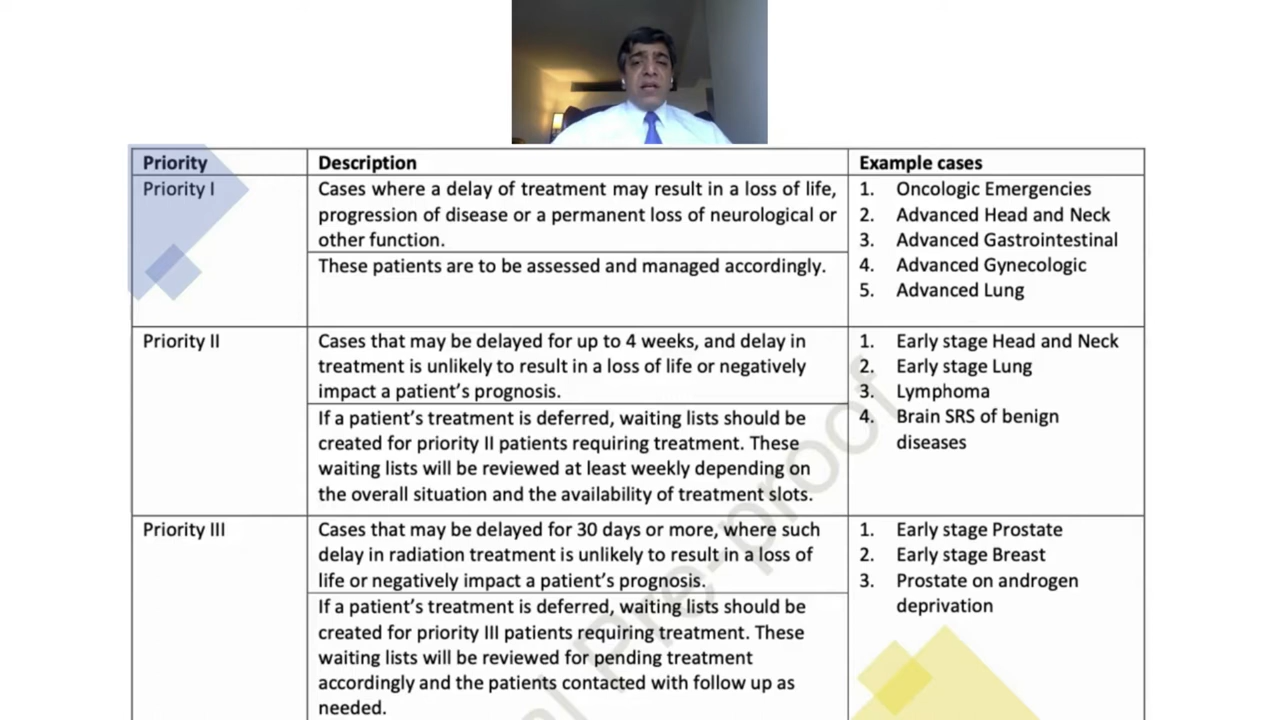 Priority
Description
Example cases
Priority I
Cases where a delay of treatment may result in a loss of life,
progression of disease or a permanent loss of neurological or
other function.
These patients are to be assessed and managed accordingly.
1. Oncologic Emergencies
2. Advanced Head and Neck
3. Advanced Gastrointestinal
4. Advanced Gynecologic
5. Advanced Lung
Priority II
Cases that may be delayed for up to 4 weeks, and delay in
treatment is unlikely to result in a loss of life or negatively
impact a patient's prognosis.
If a patient's treatment is deferred, waiting lists should be
created for priority II patients requiring treatment. These
waiting lists will be reviewed at least weekly depending on
the overall situation and the availability of treatment slots.
1. Early stage Head and Neck
2. Early stage Lung
3. Lymphoma
4. Brain SRS of benign
diseases
Priority III
Cases that may be delayed for 30 days or more, where such
delay in radiation treatment is unlikely to result in a loss of
life or negatively impact a patient's prognosis.
If a patient's treatment is deferred, waiting lists should be
created for priority III patients requiring treatment. These
waiting lists will be reviewed for pending treatment
accordingly and the patients contacted with follow up as
needed.
1. Early stage Prostate
2. Early stage Breast
3. Prostate on androgen
deprivation
Pre-proof